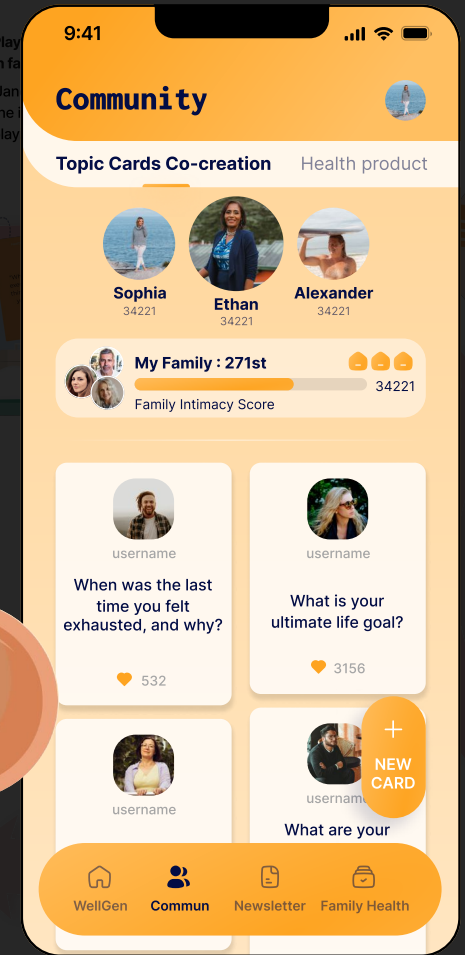 9:41
Community
Topic Cards Co-creation
Health product
Sophia
34221
Ethan
34221
Alexander
34221
My Family : 271st
34221
Family Intimacy Score
username
When was the last
time you felt
exhausted, and why?
532
username
What is your
ultimate life goal?
3156
username
username
What are your
+
NEW
CARD
WellGen
Commun
Newsletter
Family Health